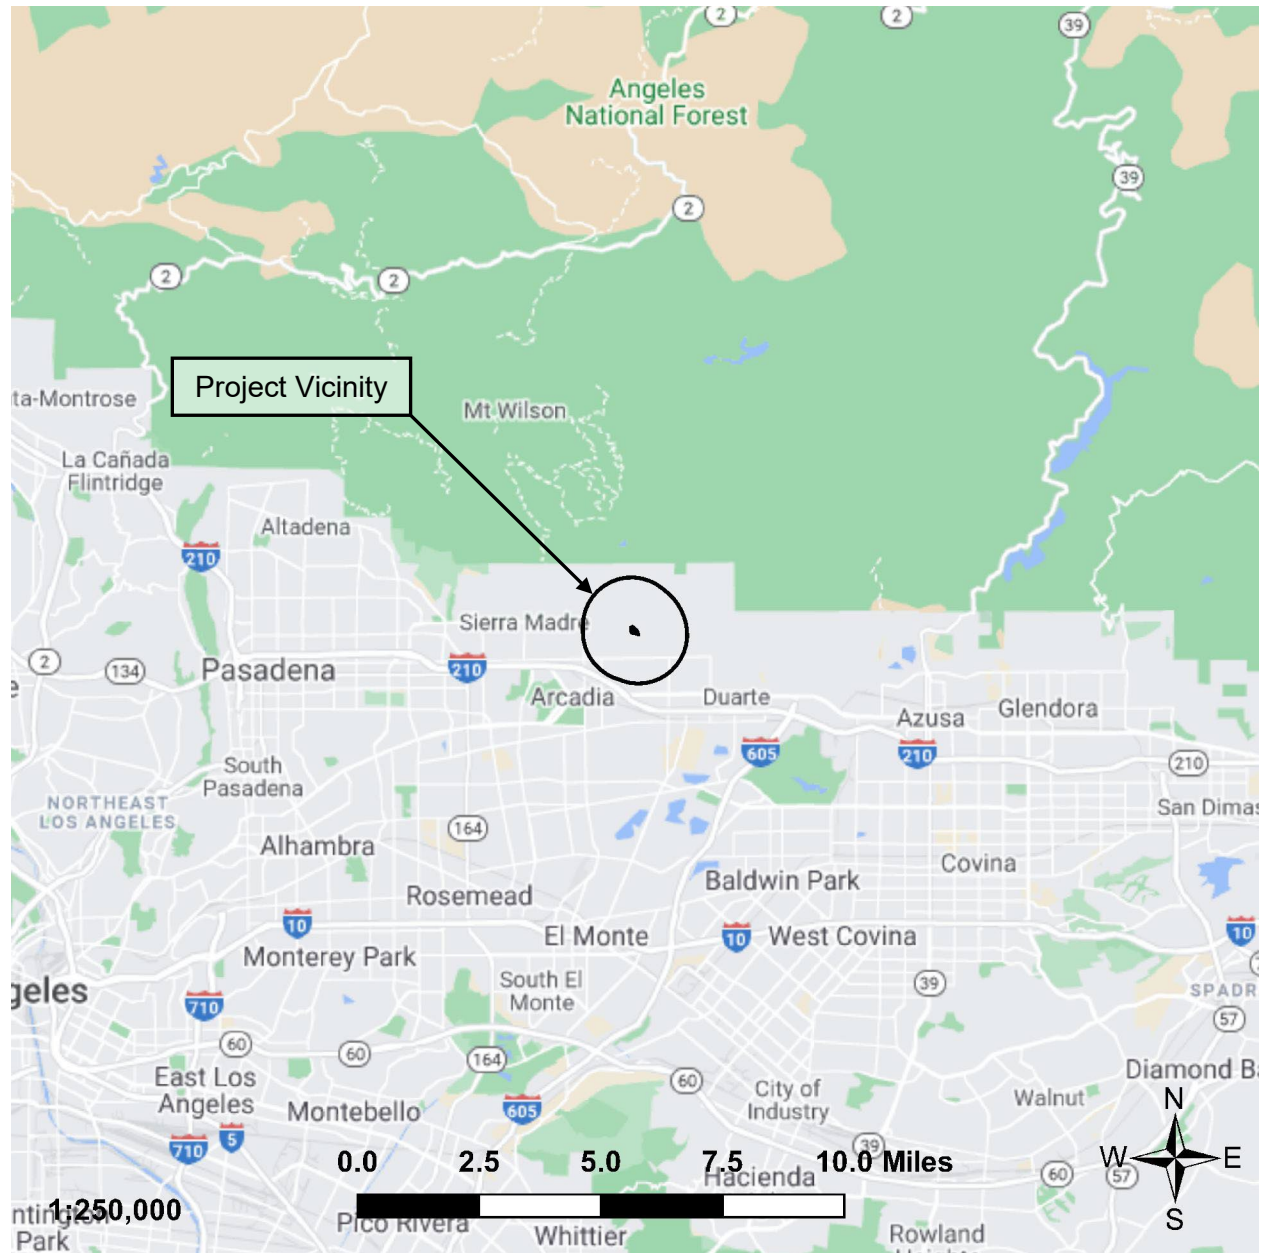 2
2
39
Angeles
National Forest
39
2
2
2
Project Vicinity
ta-Montrose
Mt Wilson
La Cañada
Flintridge
Altadena
210
Sierra Madre
2
134
Pasadena
210
Arcadia
Duarte
Azusa
Glendora
605
210
210
South
Pasadena
NORTHEAST
LOS ANGELES
San Dimas
164
Alhambra
Covina
Baldwin Park
Rosemead
10
El Monte
10
West Covina
10
Monterey Park
South El
Monte
39
geles
SPADR
710
57
60
60
164
60
Diamond Ba
East Los
Angeles
City of
Industry
Walnut
N
Montebello
605
710
5
39
W
E
0.0 2.5 5.0 7.5 10.0 Miles
Hacienda
60
57
1:250,000
S
ntington
Park
Pico Rivera
Whittier
Rowland